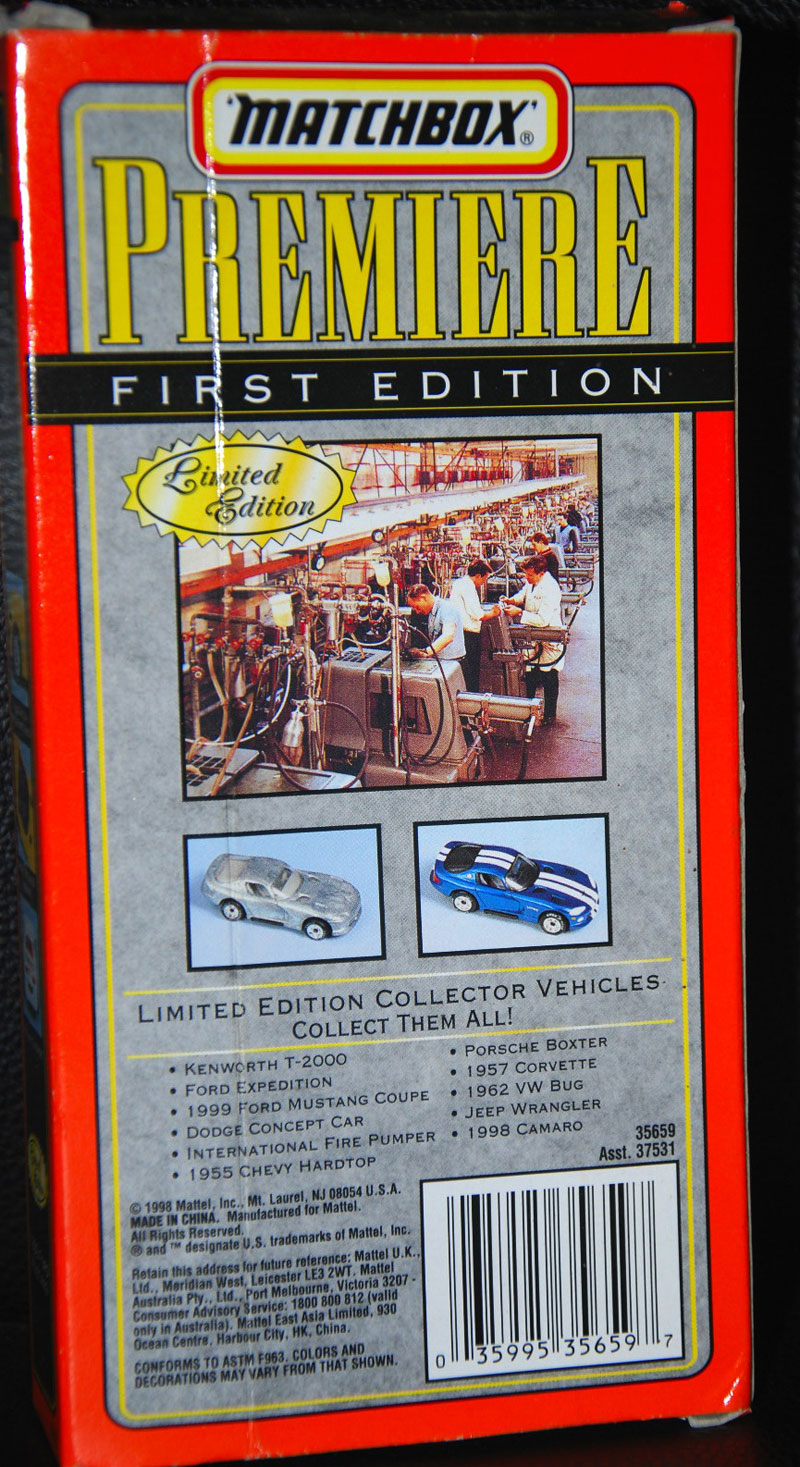 'MATCHBOX'®
PREMIERE
FIRST EDITION
Limited
Edition
LIMITED EDITION COLLECTOR VEHICLES
COLLECT THEM ALL!
• KENWORTH T-2000
• FORD EXPEDITION
• 1999 FORD MUSTANG COUPE
• DODGE CONCEPT CAR
• INTERNATIONAL FIRE PUMPER
• 1955 CHEVY HARDTOP
• PORSCHE BOXTER
• 1957 CORVETTE
• 1962 VW BUG
• JEEP WRANGLER
• 1998 CAMARO
35659
Asst. 37531
© 1998 Mattel, Inc., Mt. Laurel, NJ 08054 U.S.A.
MADE IN CHINA. Manufactured for Mattel.
All Rights Reserved.
® and ™ designate U.S. trademarks of Mattel, Inc.
Retain this address for future reference: Mattel U.K.,
Ltd., Meridian West, Leicester LE3 2WT. Mattel
Australia Pty., Ltd., Port Melbourne, Victoria 3207 -
Consumer Advisory Service: 1800 800 812 (valid
only in Australia). Mattel East Asia Limited, 930
Ocean Centre, Harbour City, HK, China.
CONFORMS TO ASTM F963. COLORS AND
DECORATIONS MAY VARY FROM THAT SHOWN.
0 35995 35659 7